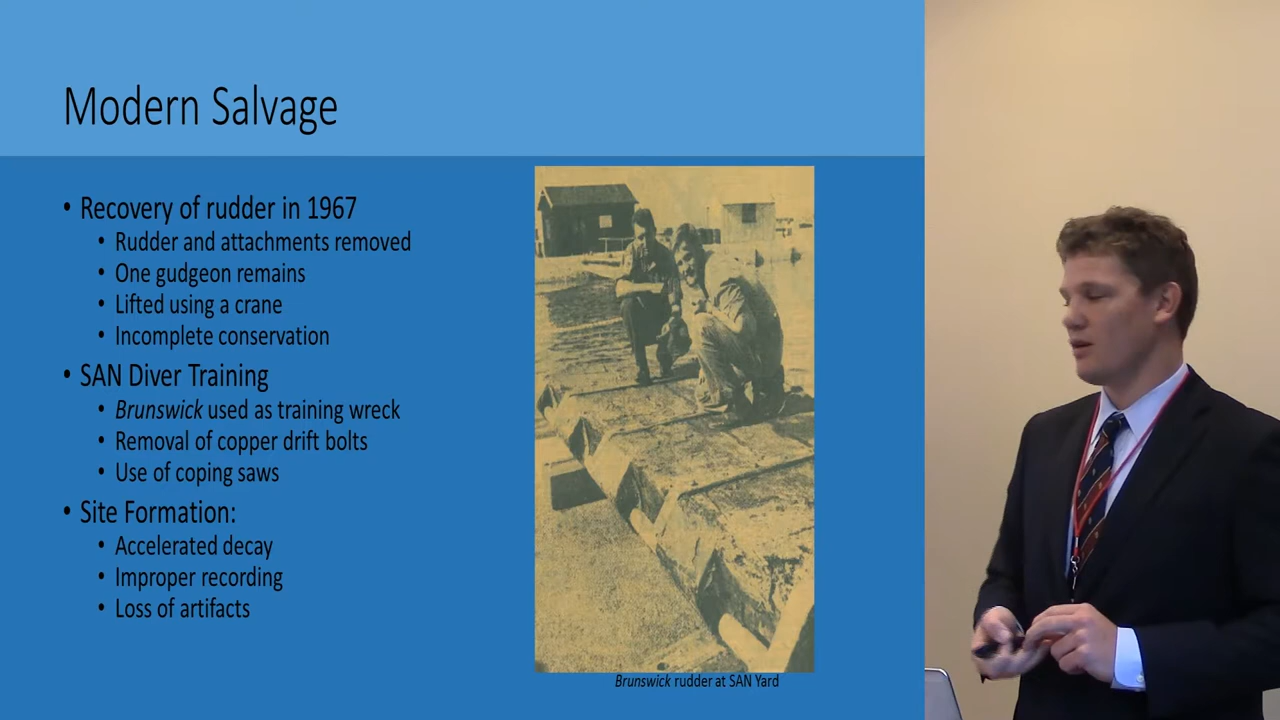 Modern Salvage
• Recovery of rudder in 1967
• Rudder and attachments removed
• One gudgeon remains
• Lifted using a crane
• Incomplete conservation
• SAN Diver Training
• Brunswick used as training wreck
• Removal of copper drift bolts
• Use of coping saws
• Site Formation:
• Accelerated decay
• Improper recording
• Loss of artifacts
Brunswick rudder at SAN Yard